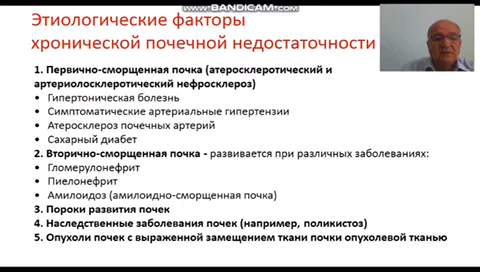 www.BANDICAM.com
Этиологические факторы
хронической почечной недостаточности
1. Первично-сморщенная почка (атеросклеротический и
артериолосклеротический нефросклероз)
• Гипертоническая болезнь
• Симптоматические артериальные гипертензии
• Атеросклероз почечных артерий
• Сахарный диабет
2. Вторично-сморщенная почка - развивается при различных заболеваниях:
• Гломерулонефрит
• Пиелонефрит
• Амилоидоз (амилоидно-сморщенная почка)
3. Пороки развития почек
4. Наследственные заболевания почек (например, поликистоз)
5. Опухоли почек с выраженной замещением ткани почки опухолевой тканью